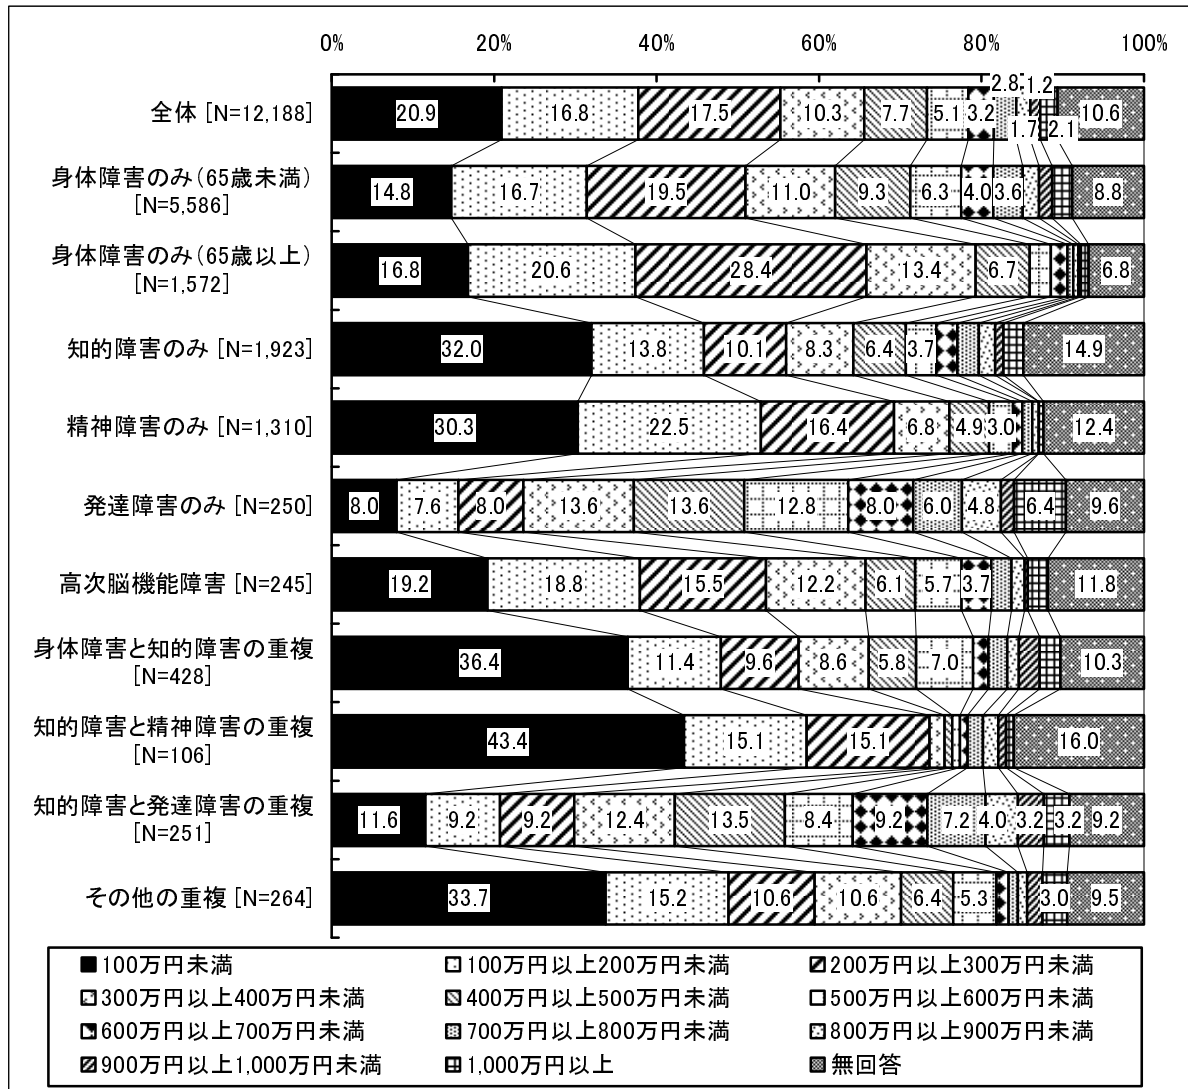 0% 20% 40% 60% 80% 100%
全体 [N=12,188] 20.9 16.8 17.5 10.3 7.7 5.1 3.2 2.8 1.7 1.2 2.1 10.6
身体障害のみ(65歳未満)
[N=5,586] 14.8 16.7 19.5 11.0 9.3 6.3 4.0 3.6 8.8
身体障害のみ(65歳以上)
[N=1,572] 16.8 20.6 28.4 13.4 6.7 6.8
知的障害のみ [N=1,923] 32.0 13.8 10.1 8.3 6.4 3.7 14.9
精神障害のみ [N=1,310] 30.3 22.5 16.4 6.8 4.9 3.0 12.4
発達障害のみ [N=250] 8.0 7.6 8.0 13.6 13.6 12.8 8.0 6.0 4.8 6.4 9.6
高次脳機能障害 [N=245] 19.2 18.8 15.5 12.2 6.1 5.7 3.7 11.8
身体障害と知的障害の重複
[N=428] 36.4 11.4 9.6 8.6 5.8 7.0 10.3
知的障害と精神障害の重複
[N=106] 43.4 15.1 15.1 16.0
知的障害と発達障害の重複
[N=251] 11.6 9.2 9.2 12.4 13.5 8.4 9.2 7.2 4.0 3.2 3.2 9.2
その他の重複 [N=264] 33.7 15.2 10.6 10.6 6.4 5.3 3.0 9.5
100万円未満 100万円以上200万円未満 200万円以上300万円未満
300万円以上400万円未満 400万円以上500万円未満 500万円以上600万円未満
600万円以上700万円未満 700万円以上800万円未満 800万円以上900万円未満
900万円以上1,000万円未満 1,000万円以上 無回答